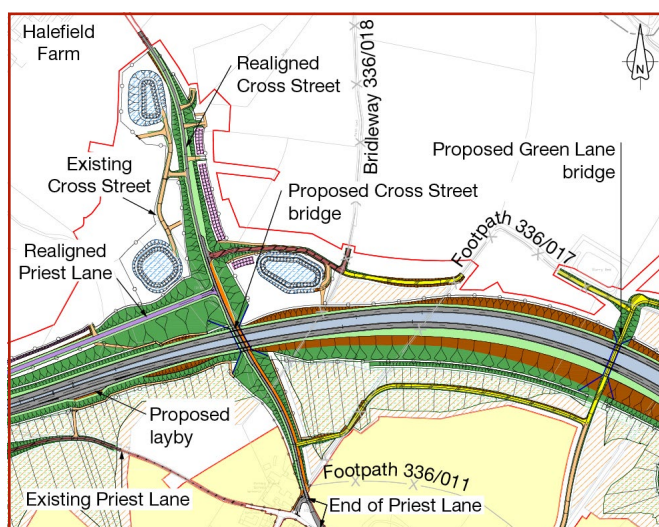 Halefield
Farm
Realigned
Cross Street
Bridleway 336/018
N
Existing
Cross Street
Proposed Green Lane
bridge
Proposed Cross Street
bridge
Footpath 336/017
Realigned
Priest Lane
Proposed
layby
Footpath 336/011
Existing Priest Lane
End of Priest Lane